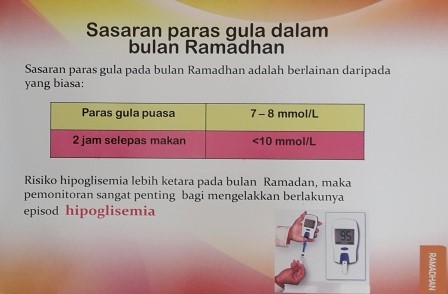 Sasaran paras gula dalam
bulan Ramadhan
Sasaran paras gula pada bulan Ramadhan adalah berlainan daripada
yang biasa:
Paras gula puasa 7 – 8 mmol/L
2 jam selepas makan <10 mmol/L
Risiko hipoglisemia lebih ketara pada bulan Ramadan, maka
pemonitoran sangat penting bagi mengelakkan berlakunya
episod hipoglisemia
RAMADHAN